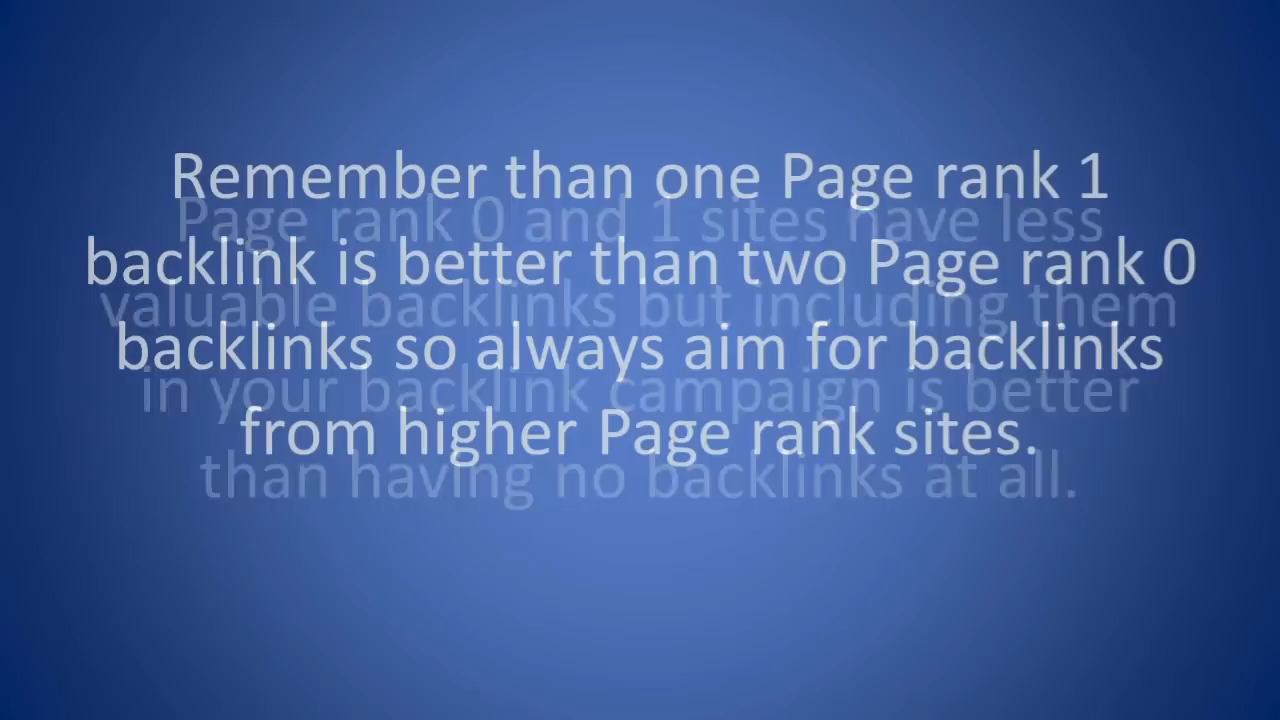 Remember than one Page rank 1
backlink is better than two Page rank 0
backlinks so always aim for backlinks
from higher Page rank sites.
Page rank 0 and 1 sites have less
valuable backlinks but including them
in your backlink campaign is better
than having no backlinks at all.